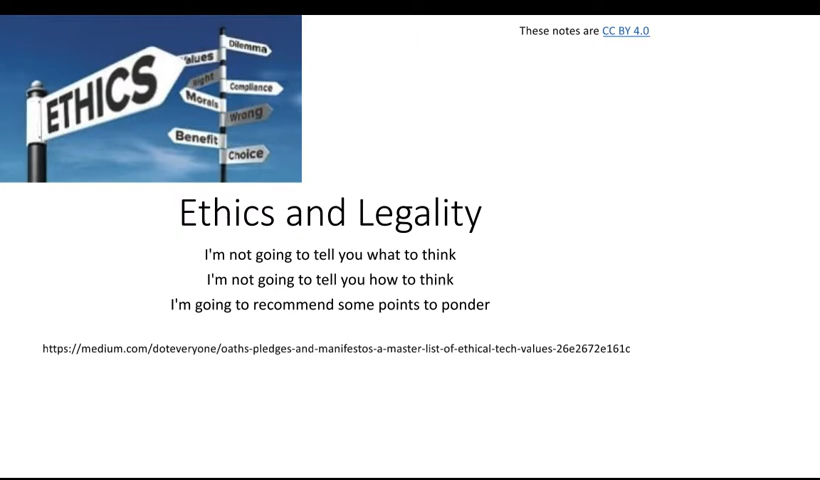 These notes are CC BY 4.0
ETHICS
Dilemma
Values
Right
Compliance
Morals
Wrong
Benefit
Choice
Ethics and Legality
I'm not going to tell you what to think
I'm not going to tell you how to think
I'm going to recommend some points to ponder
https://medium.com/doteveryone/oaths-pledges-and-manifestos-a-master-list-of-ethical-tech-values-26e2672e161c